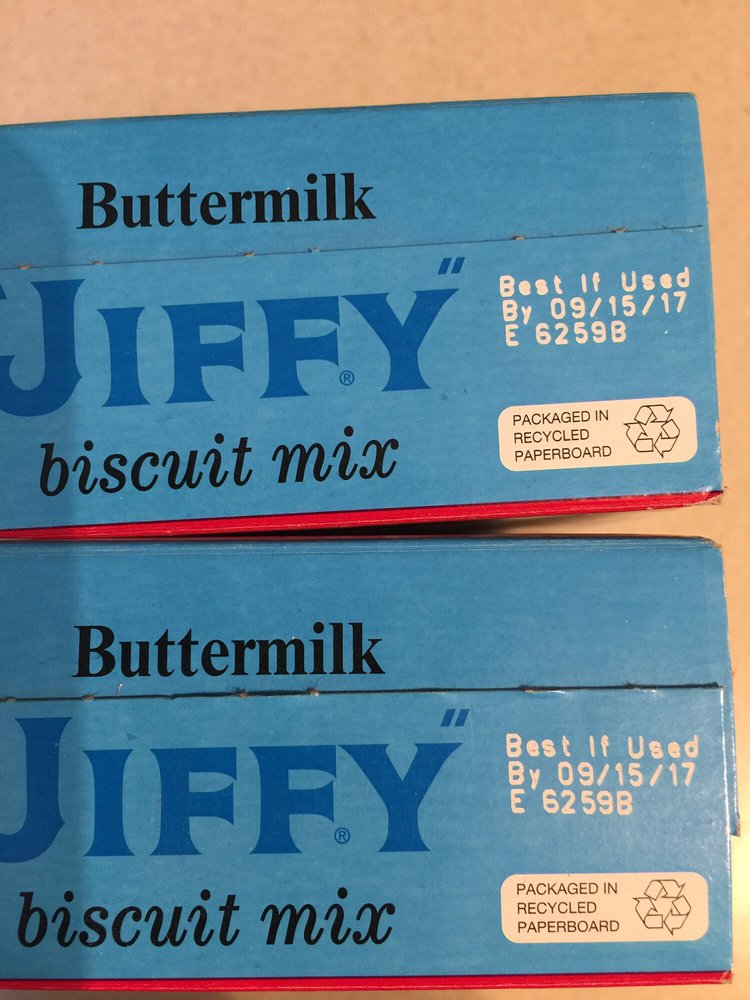 Buttermilk
"JIFFY"®
biscuit mix
Best If Used
By 09/15/17
E 6259B
PACKAGED IN
RECYCLED
PAPERBOARD
Buttermilk
JIFFY"®
biscuit mix
Best If Used
By 09/15/17
E 6259B
PACKAGED IN
RECYCLED
PAPERBOARD